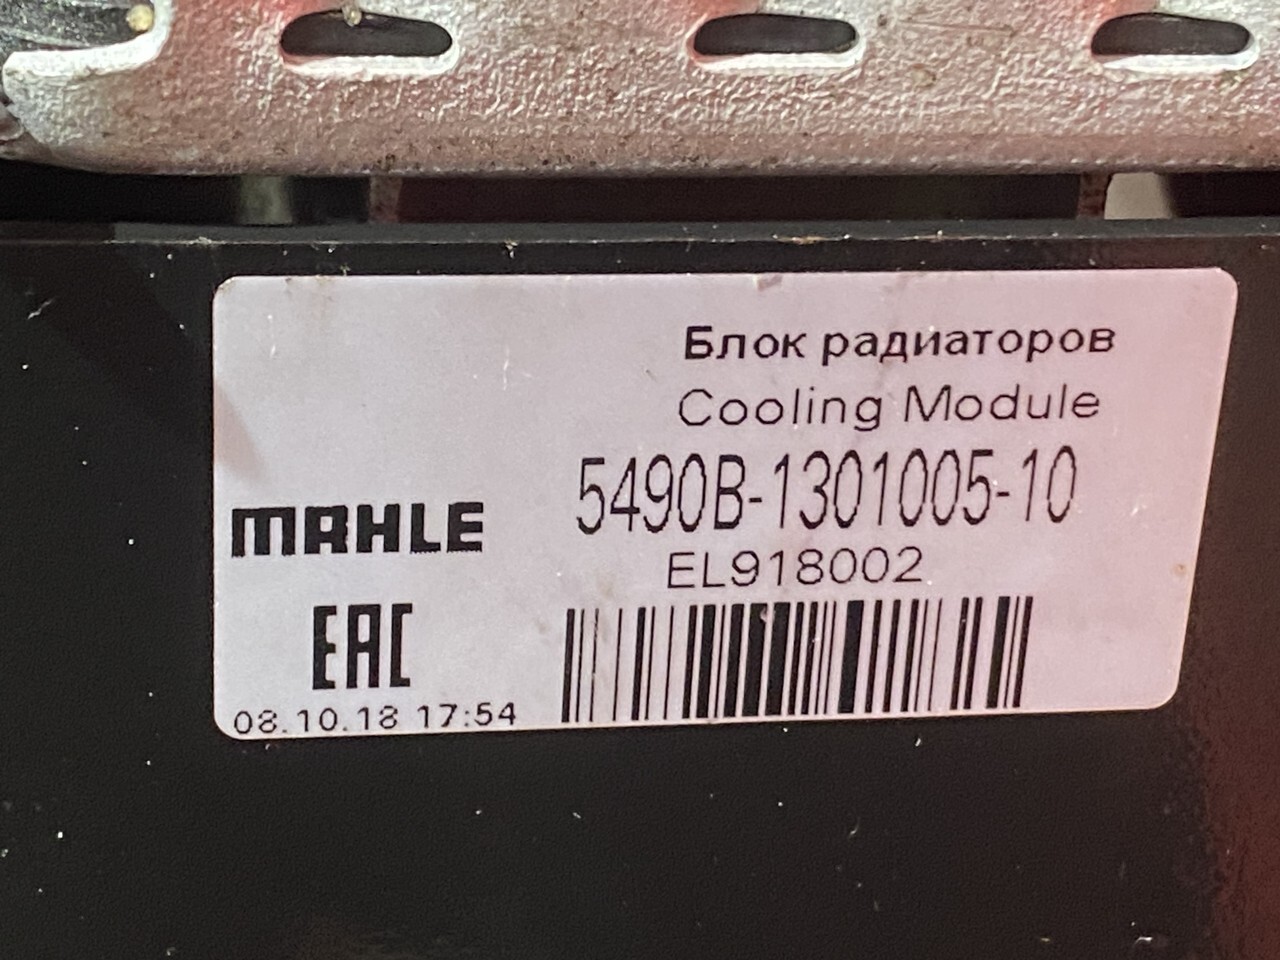 Блок радиаторов
Cooling Module
5490B-1301005-10
MAHLE
EL918002
EAC
08.10.18 17:54